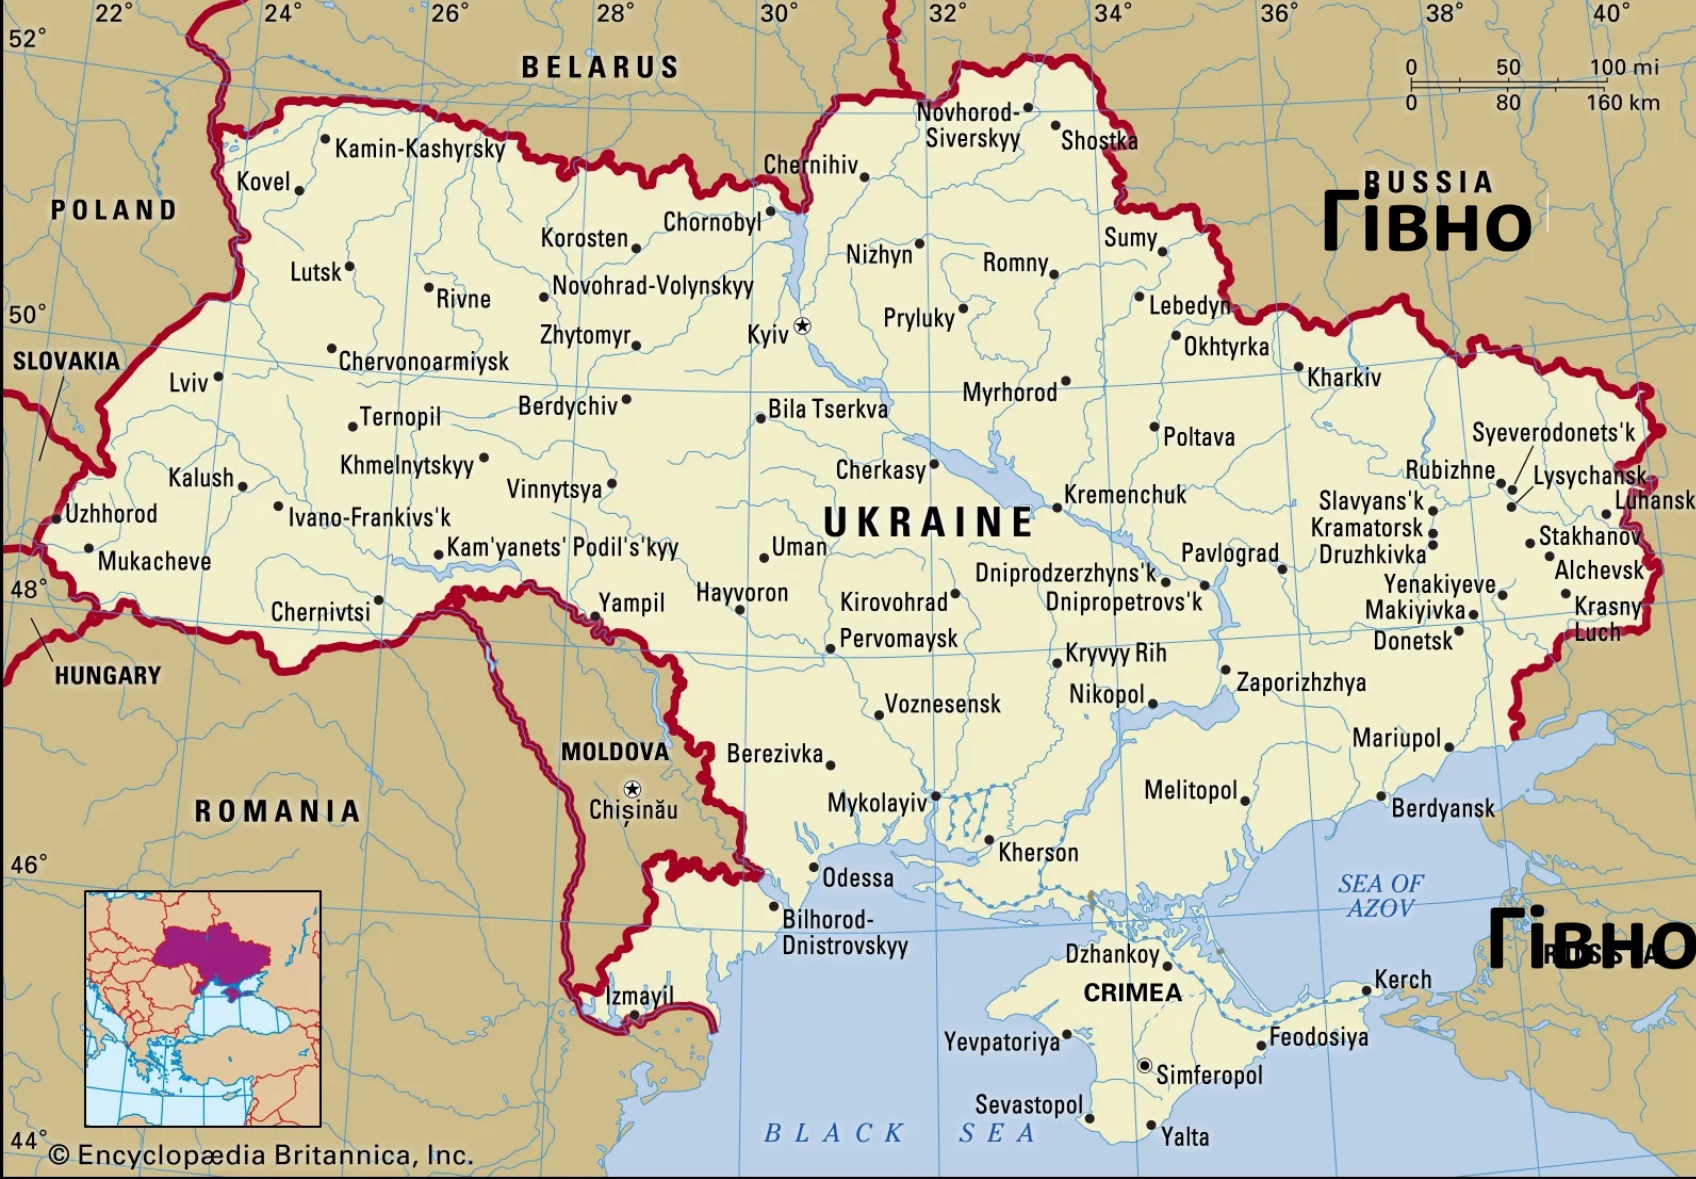 22°
24°
26°
28°
30°
32°
34°
36°
38°
40°
52°
BELARUS
0 50 100 mi
0 80 160 km
Novhorod-
Siverskyy
Shostka
Kamin-Kashyrsky
Chernihiv
Kovel
POLAND
RUSSIA
Гівно
Chornobyl
Korosten
Nizhyn
Romny
Sumy
Lutsk
Rivne
Novohrad-Volynskyy
Lebedyn
50°
Pryluky
Zhytomyr
Kyiv
Okhtyrka
SLOVAKIA
Chervonoarmiysk
Lviv
Kharkiv
Myrhorod
Berdychiv
Bila Tserkva
Ternopil
Poltava
Syeverodonets'k
Khmelnytskyy
Cherkasy
Rubizhne
Lysychansk
Kalush
Vinnytsya
Kremenchuk
Slavyans'k
Luhansk
Uzhhorod
Ivano-Frankivs'k
UKRAINE
Kramatorsk
Stakhanov
Mukacheve
Kam'yanets' Podil's'kyy
Uman
Pavlograd
Druzhkivka
Alchevsk
48°
Dniprodzerzhyns'k
Yenakiyeve
Hayvoron
Kirovohrad
Dnipropetrovs'k
Makiyivka
Krasny
Luch
Chernivtsi
Yampil
Pervomaysk
Donetsk
Kryvyy Rih
HUNGARY
Zaporizhzhya
Nikopol
Voznesensk
MOLDOVA
Berezivka
Mariupol
Chișinău
Mykolayiv
Melitopol
Berdyansk
ROMANIA
Kherson
46°
Odessa
SEA OF
AZOV
Bilhorod-
Dnistrovskyy
Гівно
RUSSIA
Dzhankoy
CRIMEA
Kerch
Izmayil
Yevpatoriya
Feodosiya
Simferopol
Sevastopol
Yalta
BLACK SEA
44°
© Encyclopædia Britannica, Inc.